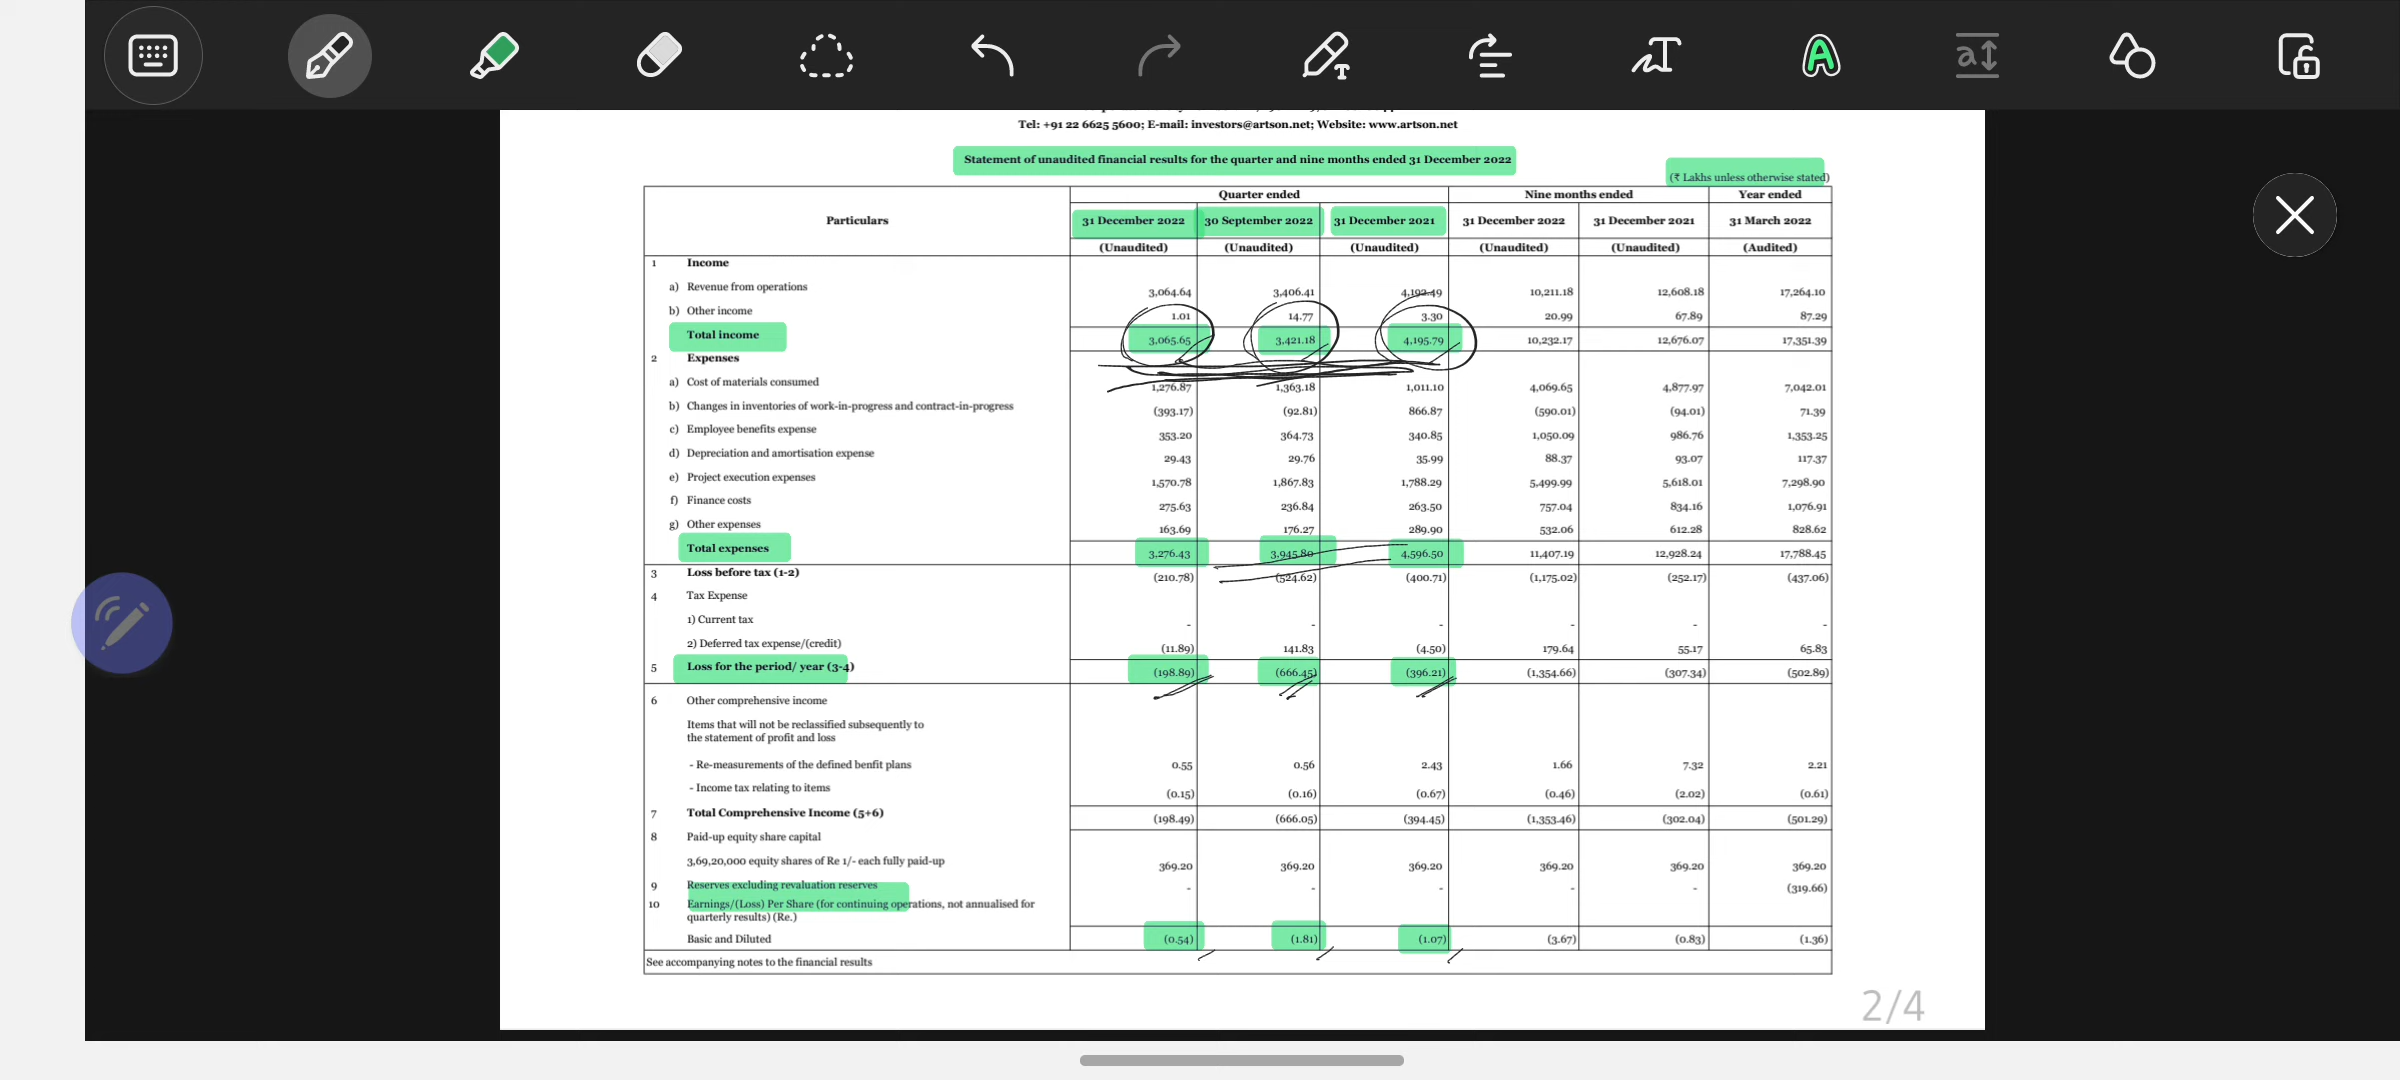 Tel: +91 22 6625 5600; E-mail: investors@artson.net; Website: www.artson.net
Statement of unaudited financial results for the quarter and nine months ended 31 December 2022
(₹ Lakhs unless otherwise stated)
Particulars Quarter ended Nine months ended Year ended
31 December 2022 30 September 2022 31 December 2021 31 December 2022 31 December 2021 31 March 2022
(Unaudited) (Unaudited) (Unaudited) (Unaudited) (Unaudited) (Audited)
1 Income
a) Revenue from operations 3,064.64 3,406.41 4,192.49 10,211.18 12,608.18 17,264.10
b) Other income 1.01 14.77 3.30 20.99 67.89 87.29
Total income 3,065.65 3,421.18 4,195.79 10,232.17 12,676.07 17,351.39
2 Expenses
a) Cost of materials consumed 1,276.87 1,363.18 1,011.10 4,069.65 4,877.97 7,042.01
b) Changes in inventories of work-in-progress and contract-in-progress (393.17) (92.81) 866.87 (590.01) (94.01) 71.39
c) Employee benefits expense 353.20 364.73 340.85 1,050.09 986.76 1,353.25
d) Depreciation and amortisation expense 29.43 29.76 35.99 88.37 93.07 117.37
e) Project execution expenses 1,570.78 1,867.83 1,788.29 5,499.99 5,618.01 7,298.90
f) Finance costs 275.63 236.84 263.50 757.04 834.16 1,076.91
g) Other expenses 163.69 176.27 289.90 532.06 612.28 828.62
Total expenses 3,276.43 3,945.80 4,596.50 11,407.19 12,928.24 17,788.45
3 Loss before tax (1-2) (210.78) (524.62) (400.71) (1,175.02) (252.17) (437.06)
4 Tax Expense
1) Current tax - - - - - -
2) Deferred tax expense/(credit) (11.89) 141.83 (4.50) 179.64 55.17 65.83
5 Loss for the period/ year (3-4) (198.89) (666.45) (396.21) (1,354.66) (307.34) (502.89)
6 Other comprehensive income
Items that will not be reclassified subsequently to
the statement of profit and loss
- Re-measurements of the defined benfit plans 0.55 0.56 2.43 1.66 7.32 2.21
- Income tax relating to items (0.15) (0.16) (0.67) (0.46) (2.02) (0.61)
7 Total Comprehensive Income (5+6) (198.49) (666.05) (394.45) (1,353.46) (302.04) (501.29)
8 Paid-up equity share capital
3,69,20,000 equity shares of Re 1/- each fully paid-up 369.20 369.20 369.20 369.20 369.20 369.20
9 Reserves excluding revaluation reserves - - - - - (319.66)
10 Earnings/(Loss) Per Share (for continuing operations, not annualised for
quarterly results) (Re.)
Basic and Diluted (0.54) (1.81) (1.07) (3.67) (0.83) (1.36)
See accompanying notes to the financial results
2/4